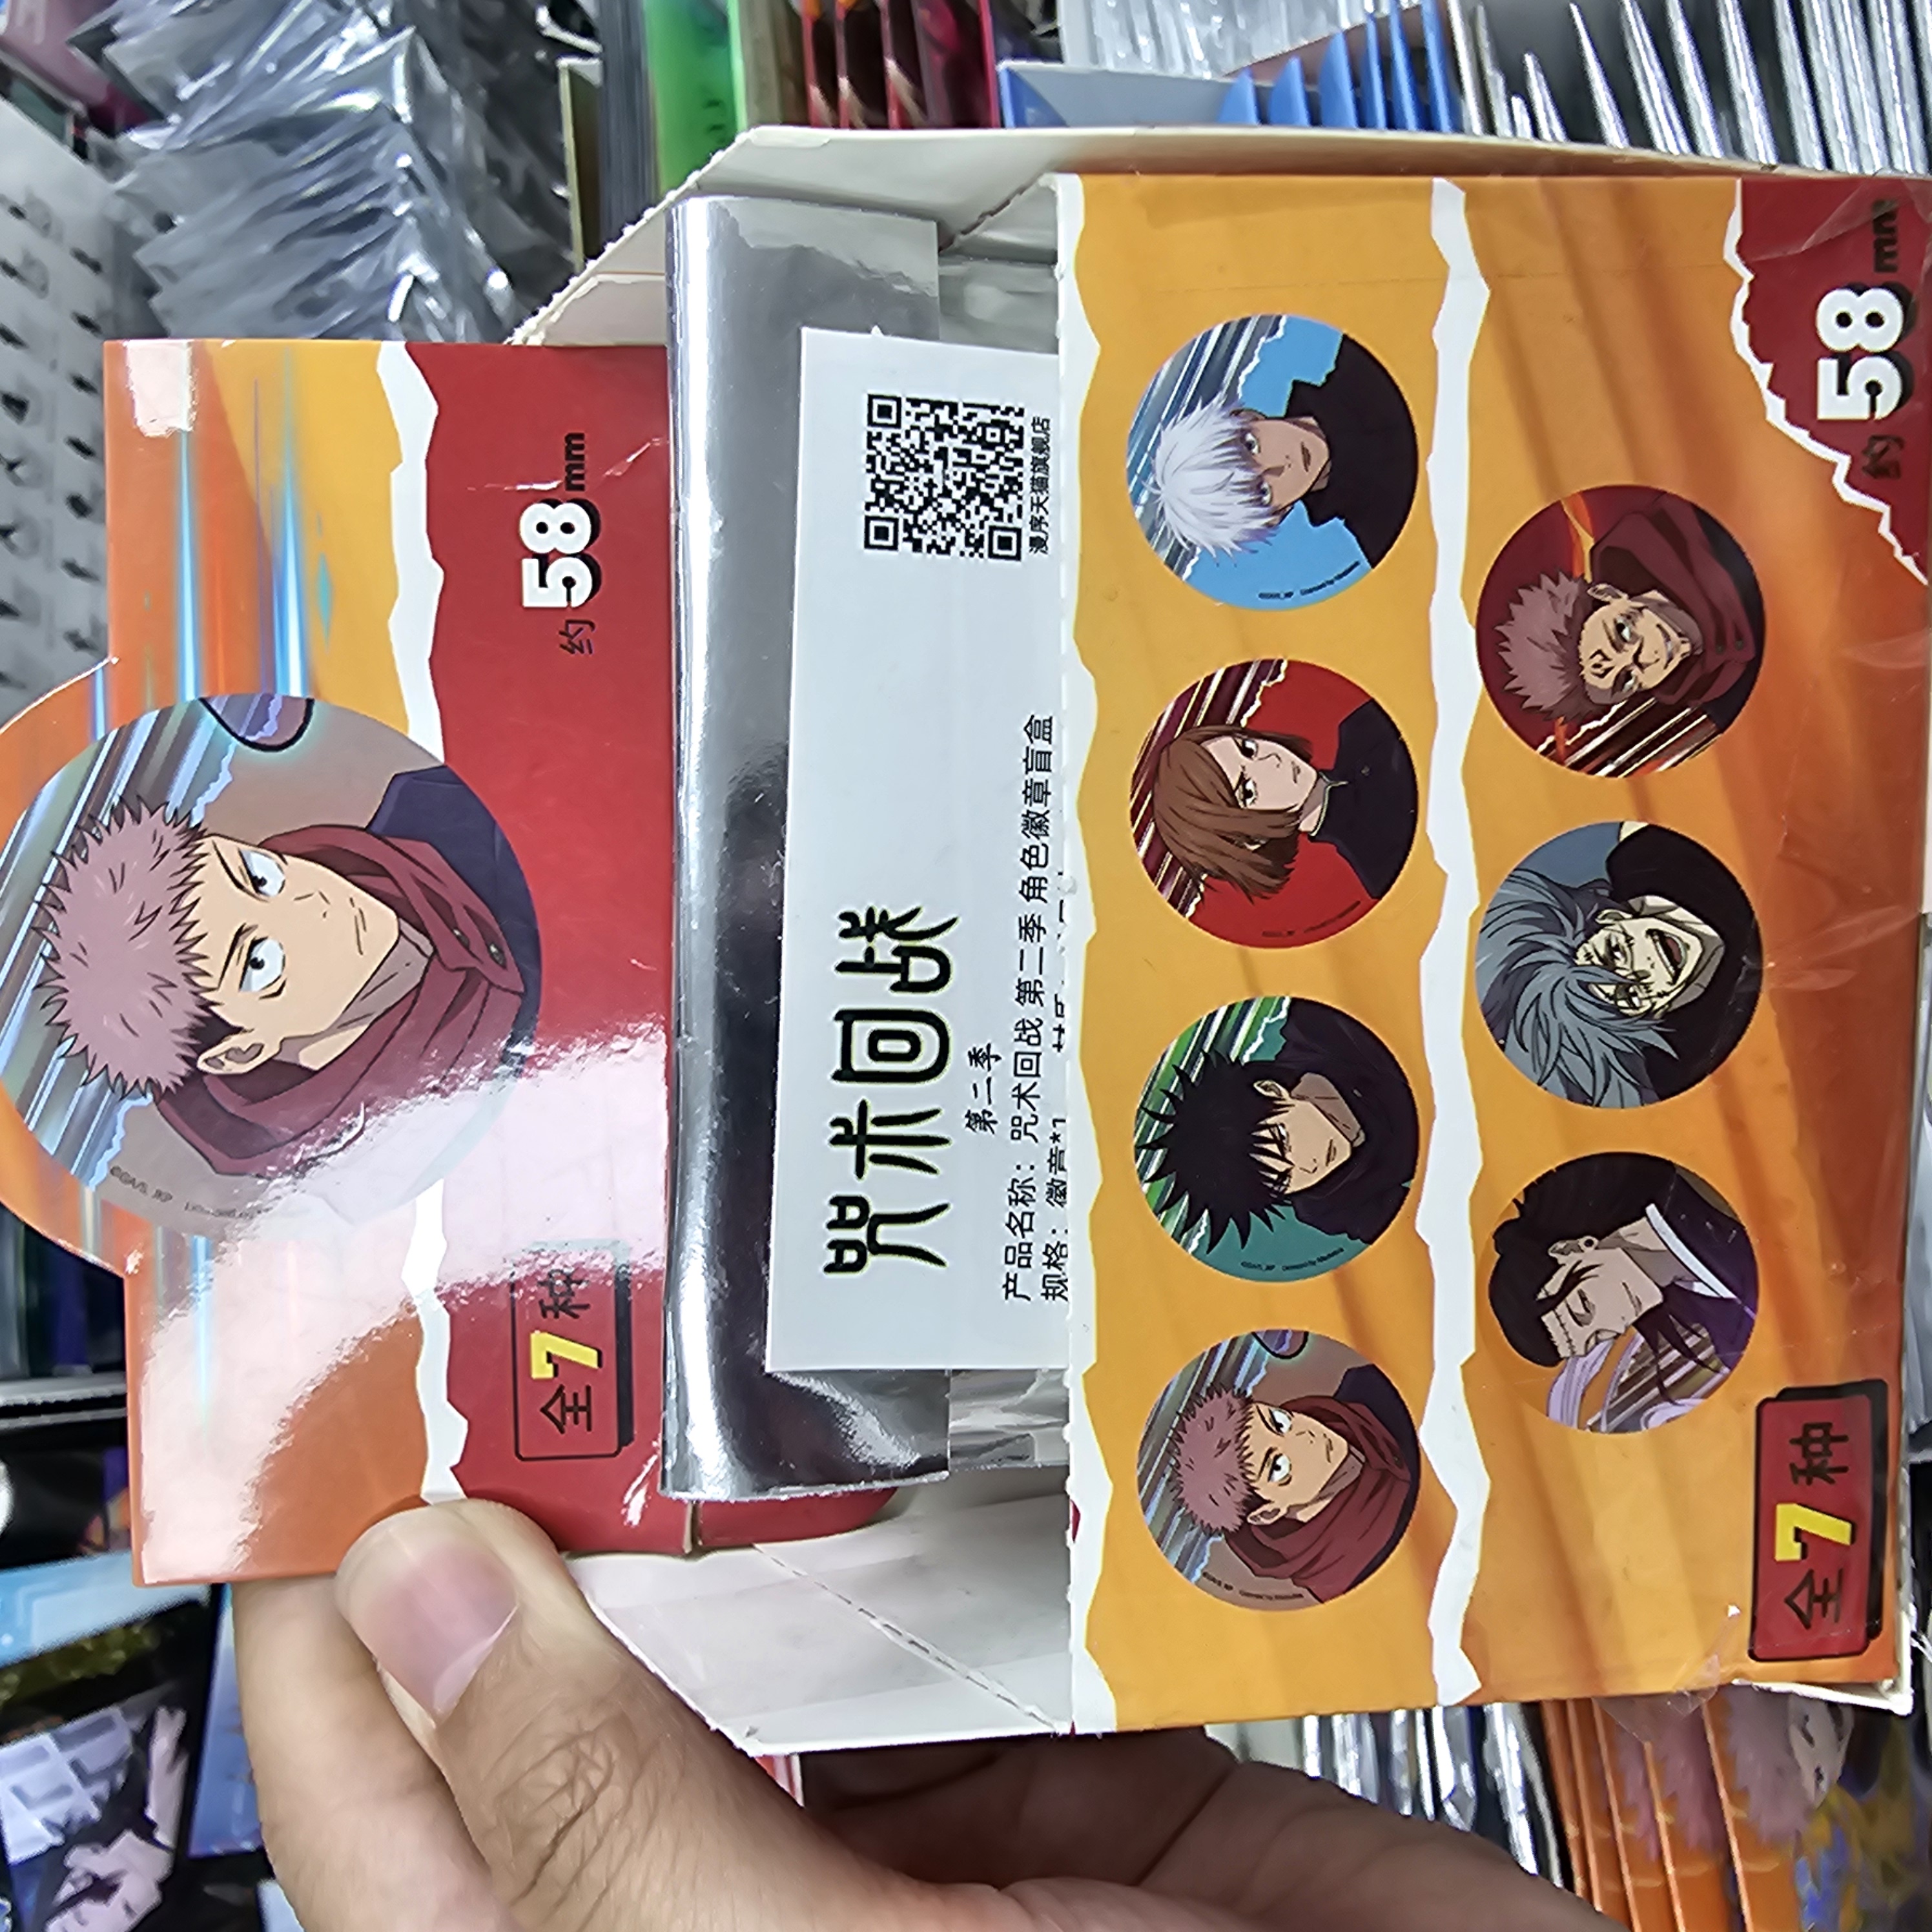 全7种
约58mm
咒术回战
第二季
产品名称：咒术回战 第二季 角色徽章盲盒
规格：徽章*1
漫序天猫旗舰店
全7种
约58mm